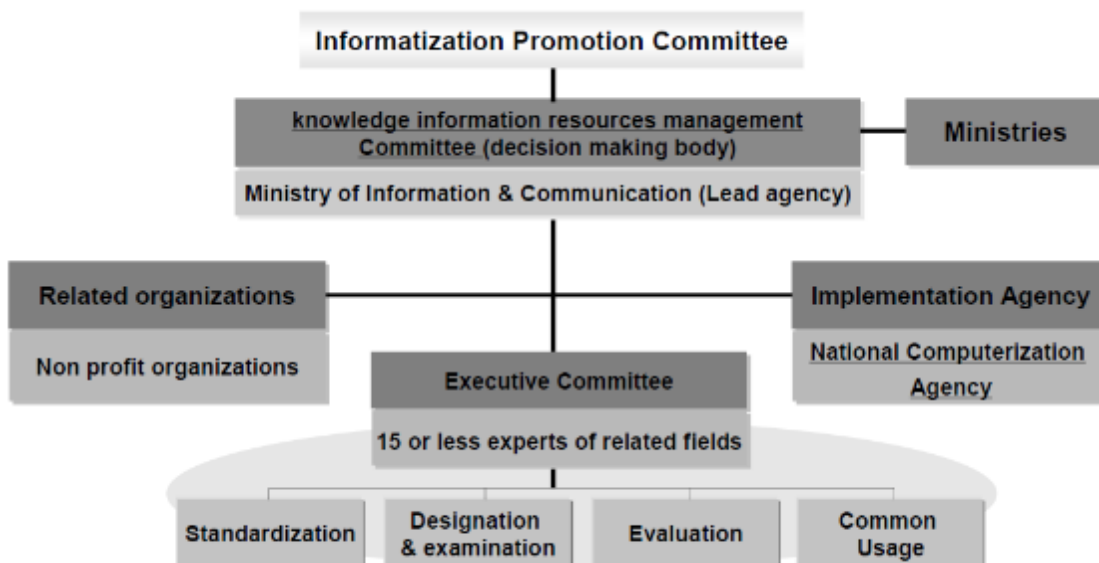 Informatization Promotion Committee
knowledge information resources management
Committee (decision making body)
Ministries
Ministry of Information & Communication (Lead agency)
Related organizations
Implementation Agency
Non profit organizations
National Computerization
Agency
Executive Committee
15 or less experts of related fields
Standardization
Designation
& examination
Evaluation
Common
Usage